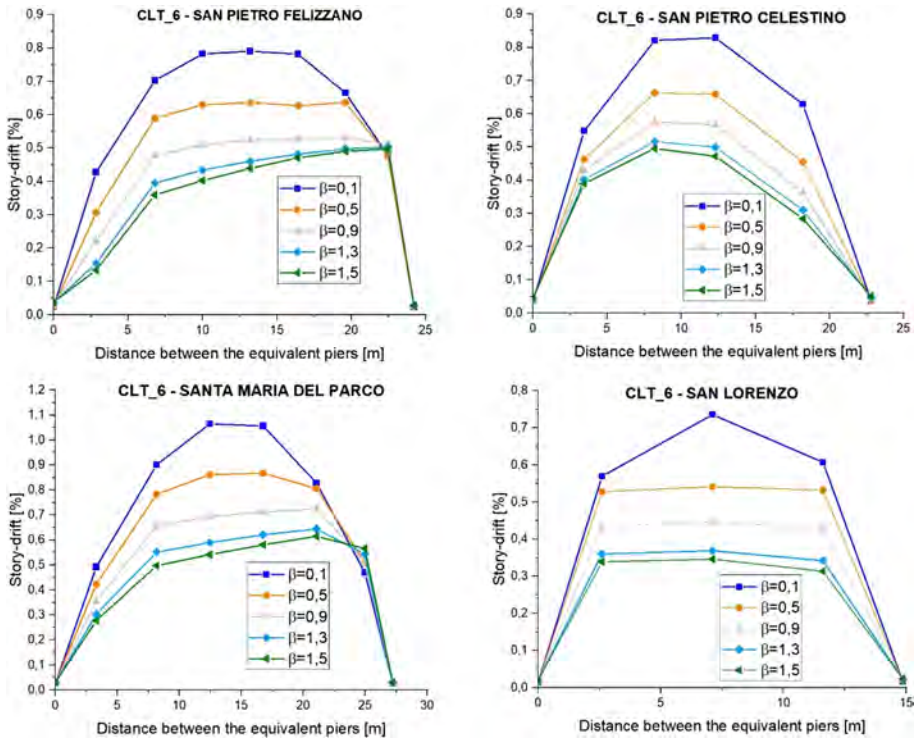 CLT_6 - SAN PIETRO FELIZZANO
0,9
0,8
0,7
0,6
0,5
0,4
0,3
0,2
0,1
0,0
Story-drift [%]
β=0,1
β=0,5
β=0,9
β=1,3
β=1,5
0
5
10
15
20
25
Distance between the equivalent piers [m]
CLT_6 - SAN PIETRO CELESTINO
0,9
0,8
0,7
0,6
0,5
0,4
0,3
0,2
0,1
0,0
Story-drift [%]
β=0,1
β=0,5
β=0,9
β=1,3
β=1,5
0
5
10
15
20
25
Distance between the equivalent piers [m]
CLT_6 - SANTA MARIA DEL PARCO
1,2
1,1
1,0
0,9
0,8
0,7
0,6
0,5
0,4
0,3
0,2
0,1
0,0
Story-drift [%]
β=0,1
β=0,5
β=0,9
β=1,3
β=1,5
0
5
10
15
20
25
30
Distance between the equivalent piers [m]
CLT_6 - SAN LORENZO
0,8
0,7
0,6
0,5
0,4
0,3
0,2
0,1
0,0
Story-drift [%]
β=0,1
β=0,5
β=0,9
β=1,3
β=1,5
0
5
10
15
Distance between the equivalent piers [m]